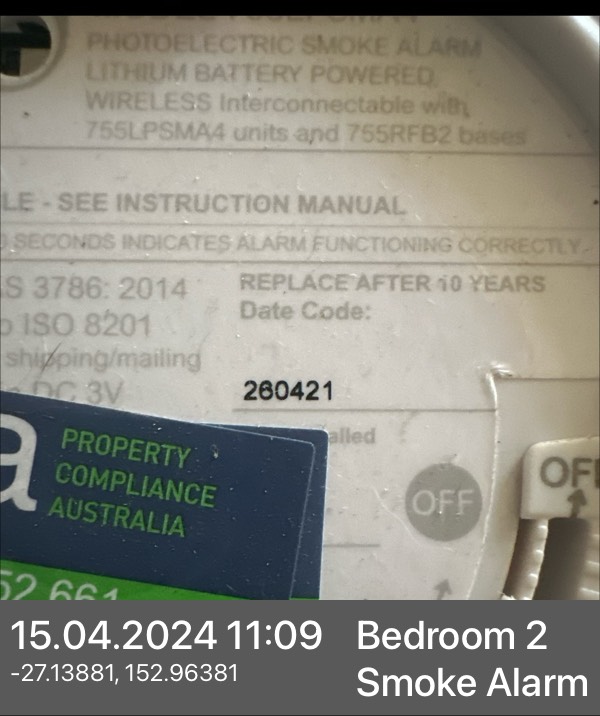 PHOTOELECTRIC SMOKE ALARM
LITHIUM BATTERY POWERED,
WIRELESS Interconnectable with
755LPSMA4 units and 755RFB2 bases
LE - SEE INSTRUCTION MANUAL
SECONDS INDICATES ALARM FUNCTIONING CORRECTLY.
S 3786: 2014
REPLACE AFTER 10 YEARS
Date Code:
o ISO 8201
shipping/mailing
DC 3V
260421
alled
a
PROPERTY
COMPLIANCE
AUSTRALIA
OFF
OFF
52 661
15.04.2024 11:09
-27.13881, 152.96381
Bedroom 2
Smoke Alarm